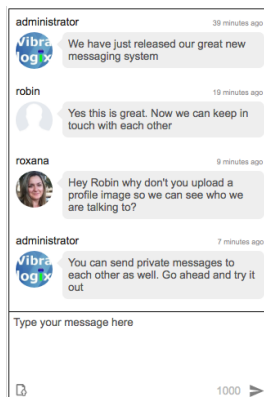 administrator 39 minutes ago
Vibra
logix
We have just released our great new
messaging system
robin 19 minutes ago
Yes this is great. Now we can keep in
touch with each other
roxana 9 minutes ago
Hey Robin why don't you upload a
profile image so we can see who we
are talking to?
administrator 7 minutes ago
Vibra
logix
You can send private messages to
each other as well. Go ahead and try it
out
Type your message here
1000